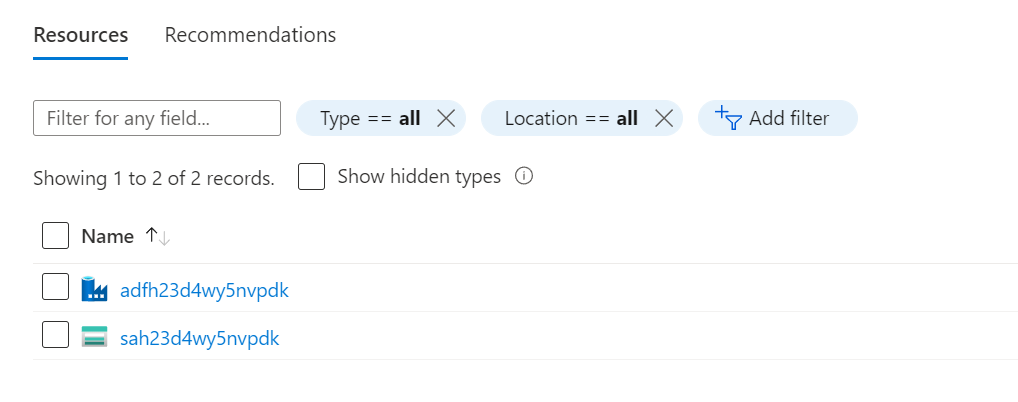 Resources Recommendations
Filter for any field... Type == all Location == all Add filter
Showing 1 to 2 of 2 records. Show hidden types
Name
adfh23d4wy5nvpdk
sah23d4wy5nvpdk